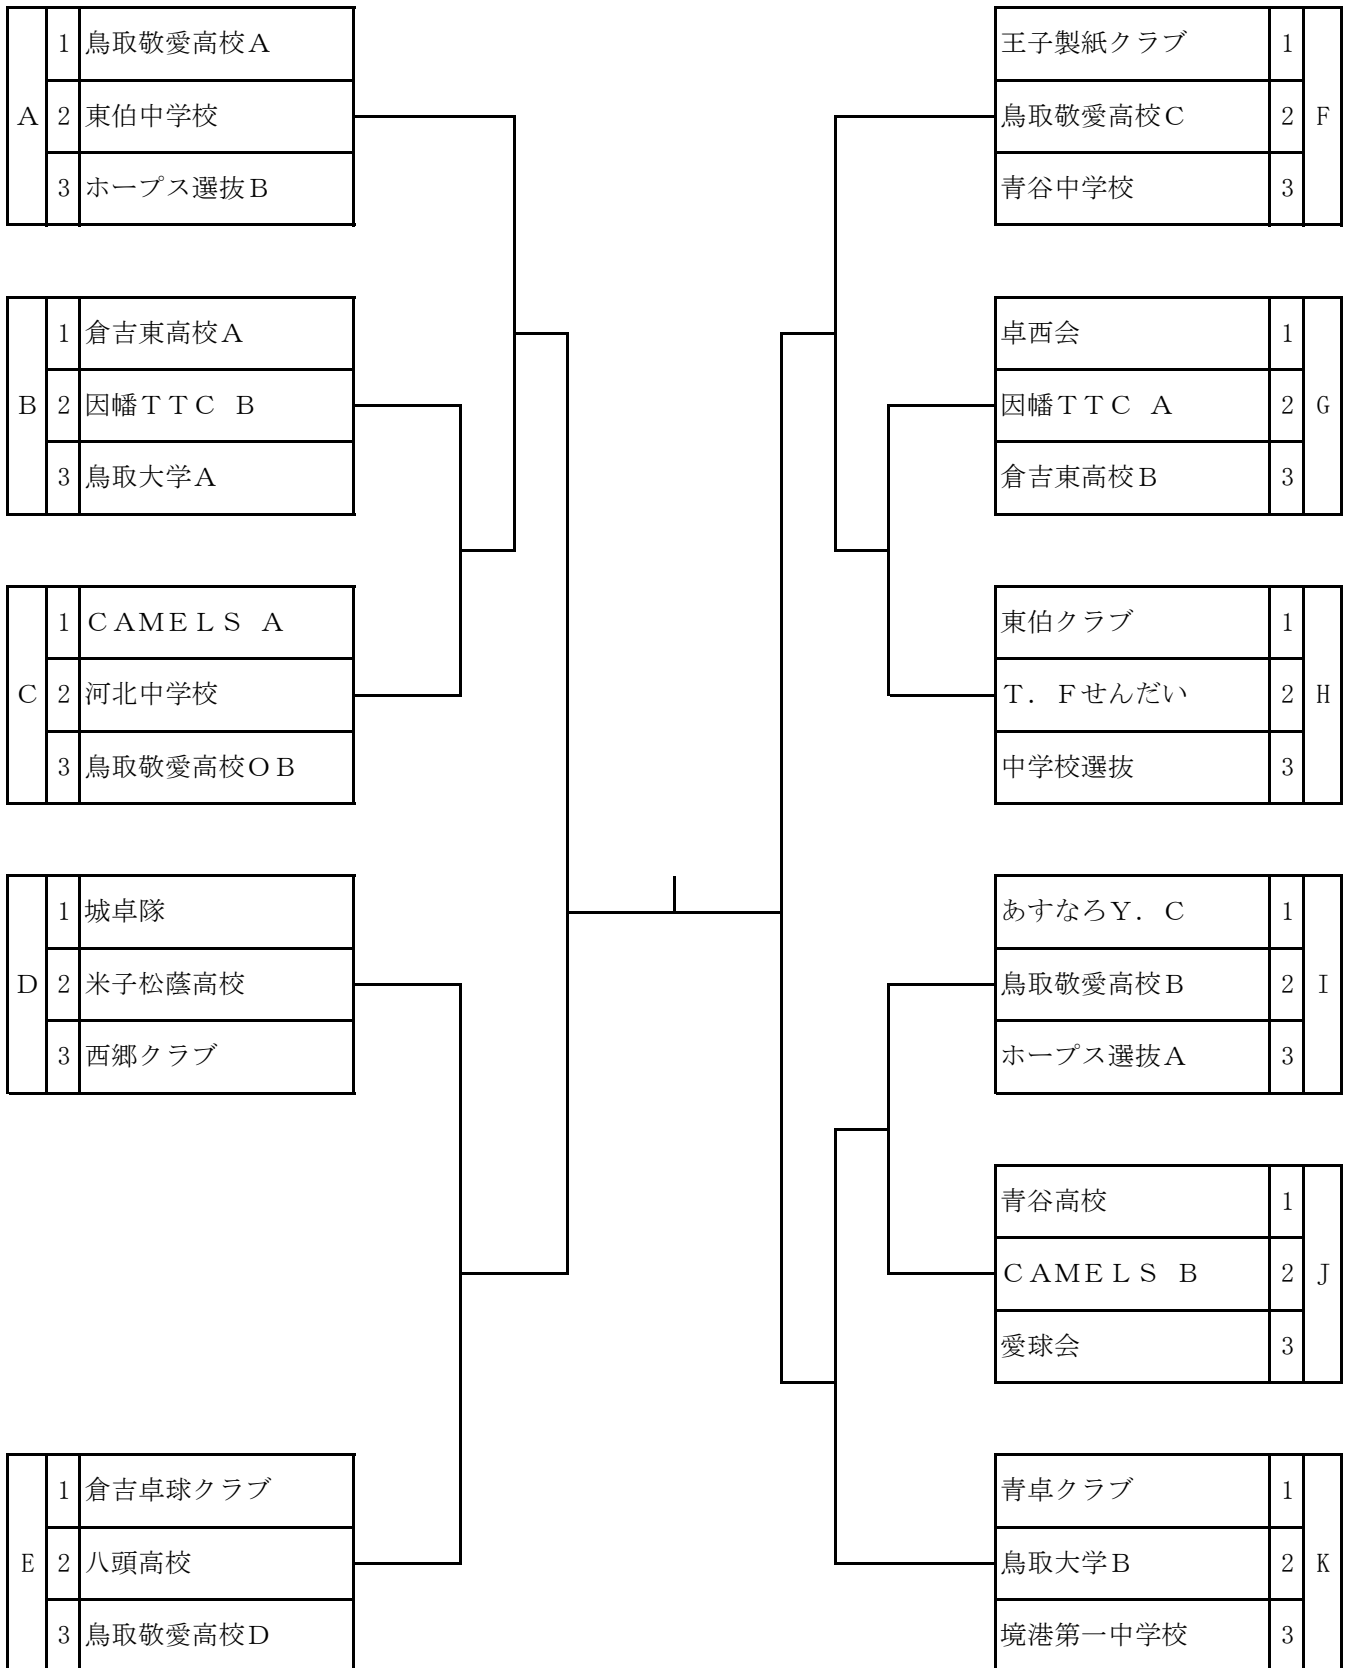 1 鳥取敬愛高校A
A 2 東伯中学校
3 ホープス選抜B
1 倉吉東高校A
B 2 因幡TTC B
3 鳥取大学A
1 CAMELS A
C 2 河北中学校
3 鳥取敬愛高校OB
1 城卓隊
D 2 米子松蔭高校
3 西郷クラブ
1 倉吉卓球クラブ
E 2 八頭高校
3 鳥取敬愛高校D
王子製紙クラブ 1
鳥取敬愛高校C 2 F
青谷中学校 3
卓西会 1
因幡TTC A 2 G
倉吉東高校B 3
東伯クラブ 1
T.Fせんだい 2 H
中学校選抜 3
あすなろY.C 1
鳥取敬愛高校B 2 I
ホープス選抜A 3
青谷高校 1
CAMELS B 2 J
愛球会 3
青卓クラブ 1
鳥取大学B 2 K
境港第一中学校 3